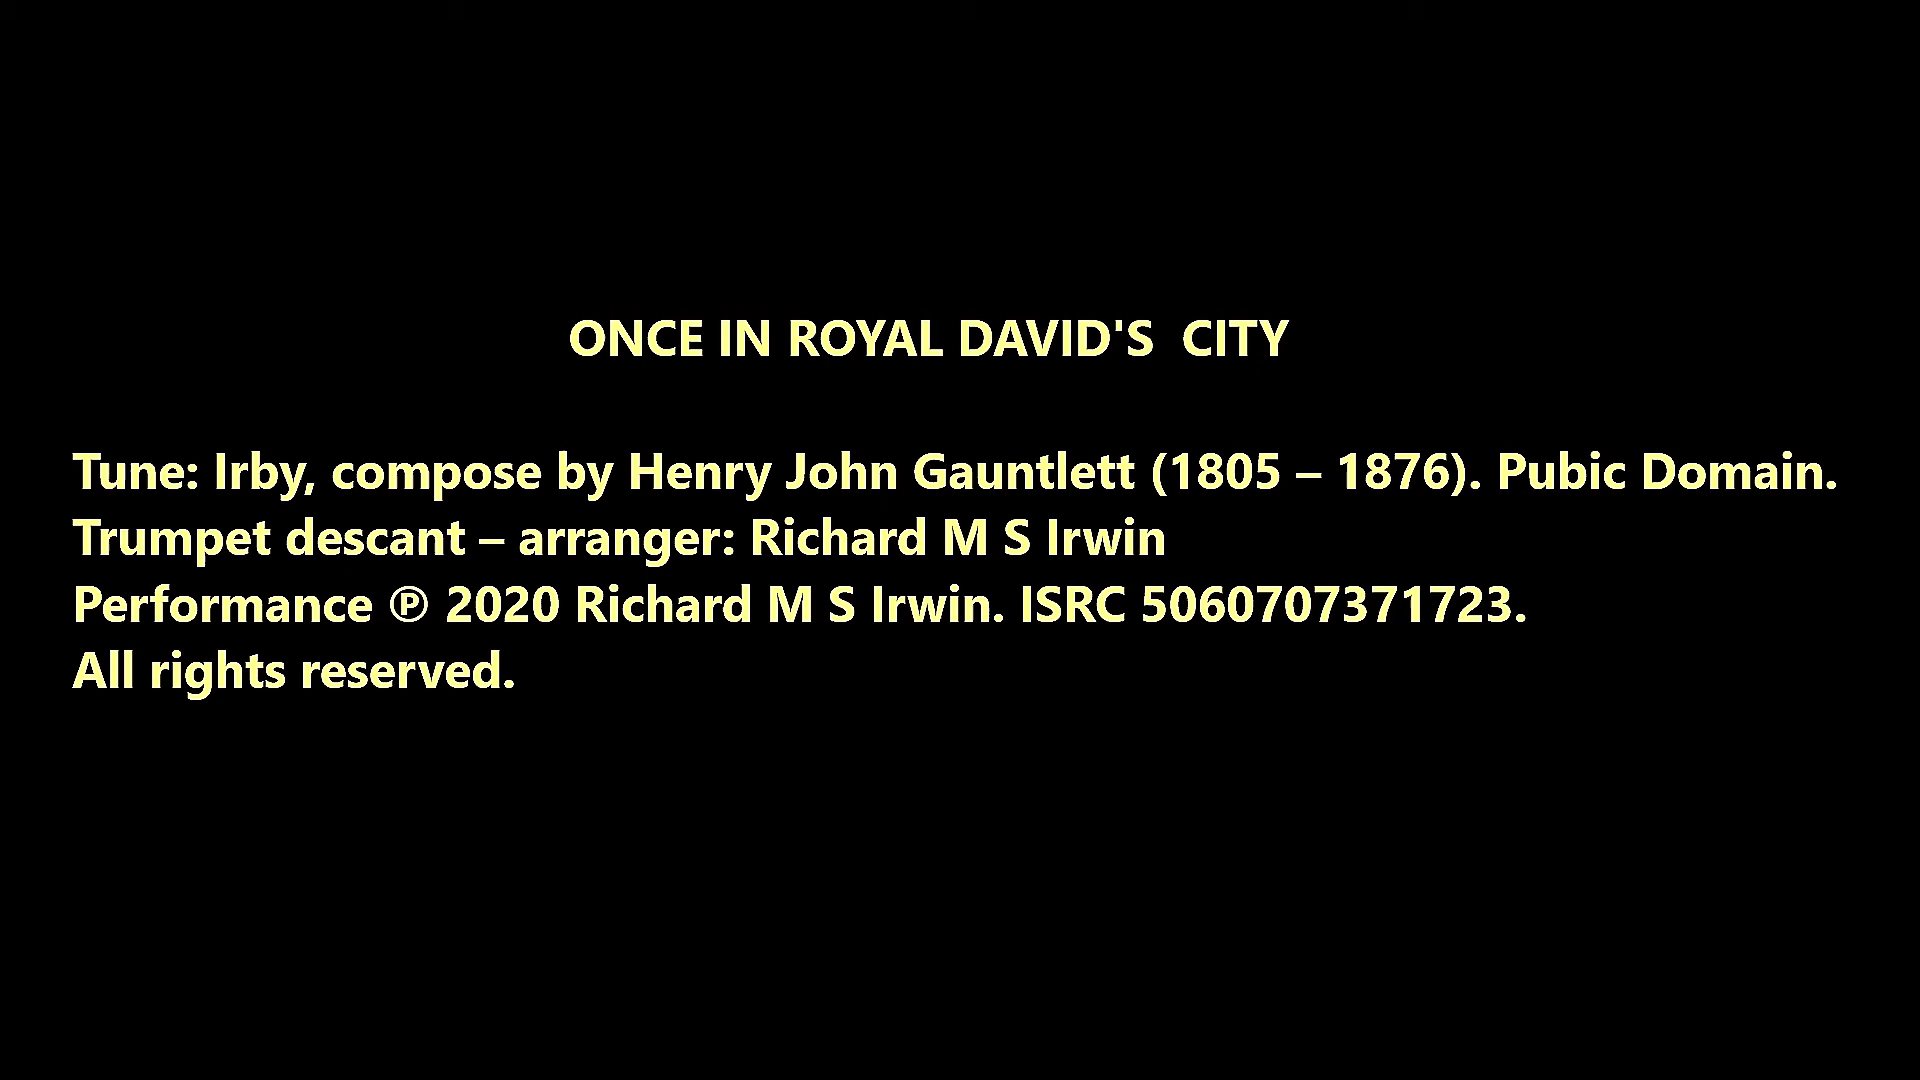 ONCE IN ROYAL DAVID'S  CITY
Tune: Irby, compose by Henry John Gauntlett (1805 – 1876). Pubic Domain.
Trumpet descant – arranger: Richard M S Irwin
Performance ℗ 2020 Richard M S Irwin. ISRC 5060707371723.
All rights reserved.